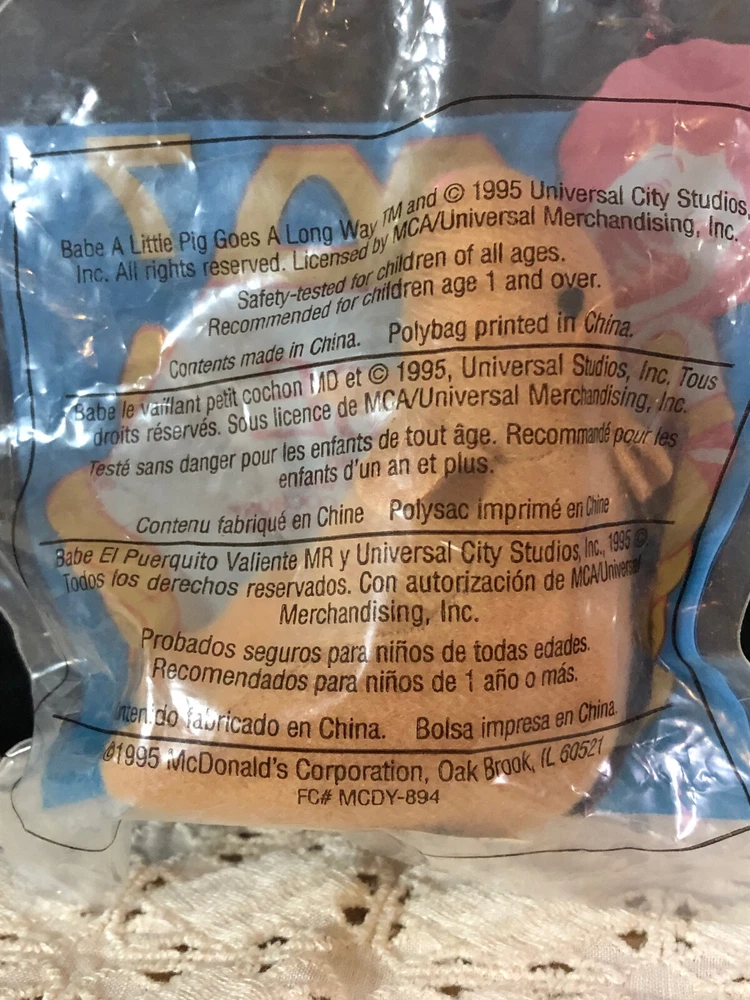 Babe A Little Pig Goes A Long Way TM and © 1995 Universal City Studios,
Inc. All rights reserved. Licensed by MCA/Universal Merchandising, Inc.
Safety-tested for children of all ages.
Recommended for children age 1 and over.
Contents made in China. Polybag printed in China.
Babe le vaillant petit cochon MD et © 1995, Universal Studios, Inc. Tous
droits réservés. Sous licence de MCA/Universal Merchandising, Inc.
Testé sans danger pour les enfants de tout âge. Recommandé pour les
enfants d'un an et plus.
Contenu fabriqué en Chine Polysac imprimé en Chine
Babe El Puerquito Valiente MR y Universal City Studios, Inc., 1995 ©.
Todos los derechos reservados. Con autorización de MCA/Universal
Merchandising, Inc.
Probados seguros para niños de todas edades.
Recomendados para niños de 1 año o más.
fabricado en China. Bolsa impresa en China.
©1995 McDonald's Corporation, Oak Brook, IL 60521
FC# MCDY-894